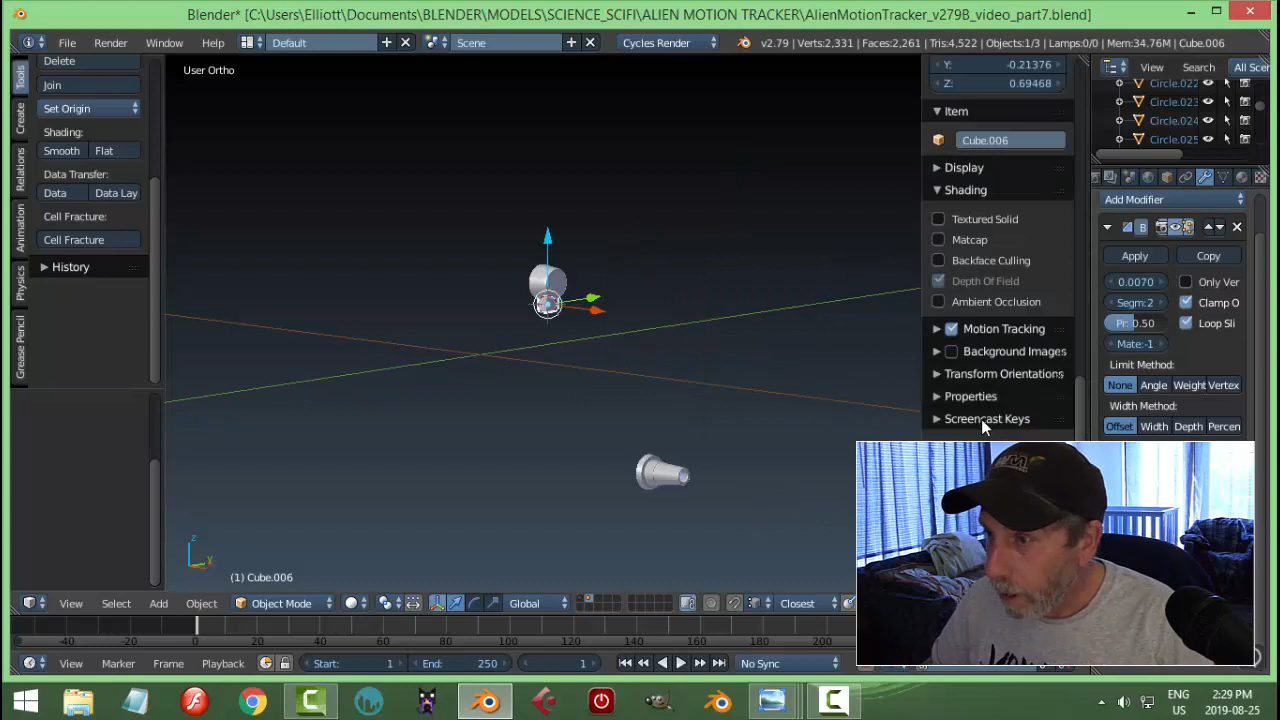 Blender* [C:\Users\Elliott\Documents\BLENDER\MODELS\SCIENCE_SCIFI\ALIEN MOTION TRACKER\AlienMotionTracker_v279B_video_part7.blend]
File Render Window Help Default Scene Cycles Render v2.79 | Verts:2,331 | Faces:2,261 | Tris:4,522 | Objects:1/3 | Lamps:0/0 | Mem:34.76M | Cube.006
Tools
Create
Relations
Animation
Physics
Grease Pencil
Delete
Join
Set Origin
Shading:
Smooth Flat
Data Transfer:
Data Data Lay
Cell Fracture:
Cell Fracture
History
User Ortho
z
y
(1) Cube.006
Y: -0.21376
Z: 0.69468
Item
Cube.006
Display
Shading
Textured Solid
Matcap
Backface Culling
Depth Of Field
Ambient Occlusion
Motion Tracking
Background Images
Transform Orientations
Properties
Screencast Keys
View Search All Scen
Circle.022
Circle.023
Circle.024
Circle.025
Add Modifier
B
Apply Copy
0.0070 Only Ver
Segm:2 Clamp O
Pr: 0.50 Loop Sli
Mate:-1
Limit Method:
None Angle Weight Vertex
Width Method:
Offset Width Depth Percen
View Select Add Object Object Mode Global Closest
-40 -20 0 20 40 60 80 100 120 140 160 180 200
View Marker Frame Playback Start: 1 End: 250 1 No Sync
ENG
US
2:29 PM
2019-08-25